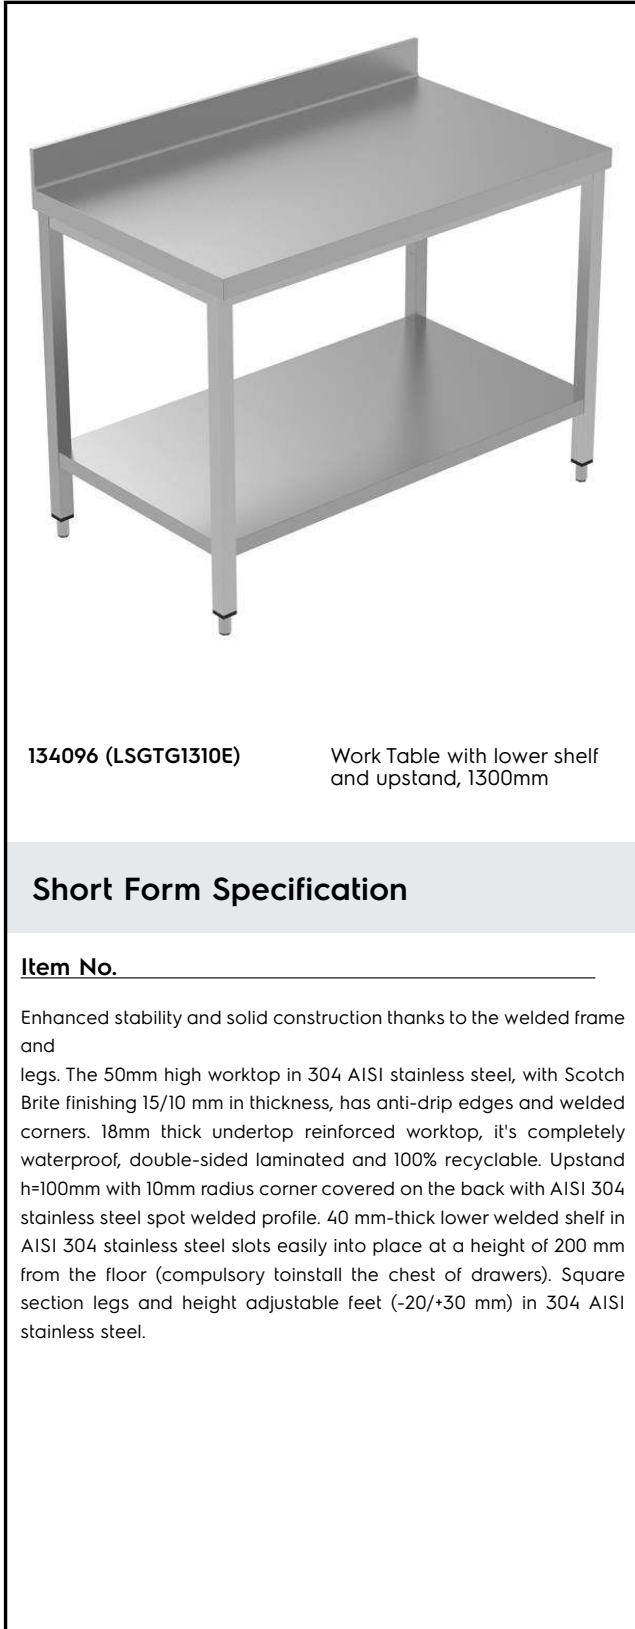 134096 (LSGTG1310E)
Work Table with lower shelf
and upstand, 1300mm
Short Form Specification
Item No.
Enhanced stability and solid construction thanks to the welded frame
and
legs. The 50mm high worktop in 304 AISI stainless steel, with Scotch
Brite finishing 15/10 mm in thickness, has anti-drip edges and welded
corners. 18mm thick undertop reinforced worktop, it's completely
waterproof, double-sided laminated and 100% recyclable. Upstand
h=100mm with 10mm radius corner covered on the back with AISI 304
stainless steel spot welded profile. 40 mm-thick lower welded shelf in
AISI 304 stainless steel slots easily into place at a height of 200 mm
from the floor (compulsory toinstall the chest of drawers). Square
section legs and height adjustable feet (-20/+30 mm) in 304 AISI
stainless steel.